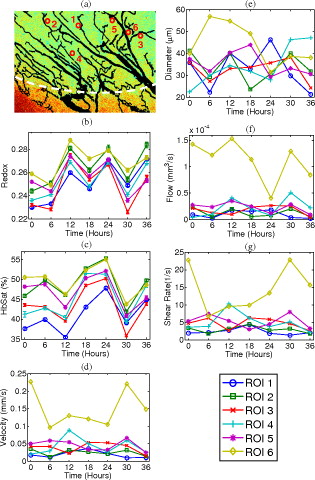 (a)
2
1
5
6
3
4
(b)
Redox
0.28
0.26
0.24
0.22
0 6 12 18 24 30 36
Time (Hours)
(c)
HbSat (%)
55
50
45
40
35
0 6 12 18 24 30 36
Time (Hours)
(d)
Velocity (mm/s)
0.25
0.2
0.15
0.1
0.05
0
0 6 12 18 24 30 36
Time (Hours)
(e)
Diameter (μm)
60
50
40
30
20
0 6 12 18 24 30 36
Time (Hours)
(f)
x 10⁻⁴
Flow (mm³/s)
2
1.5
1
0.5
0
0 6 12 18 24 30 36
Time (Hours)
(g)
Shear Rate(1/s)
25
20
15
10
5
0
0 6 12 18 24 30 36
Time (Hours)
ROI 1
ROI 2
ROI 3
ROI 4
ROI 5
ROI 6